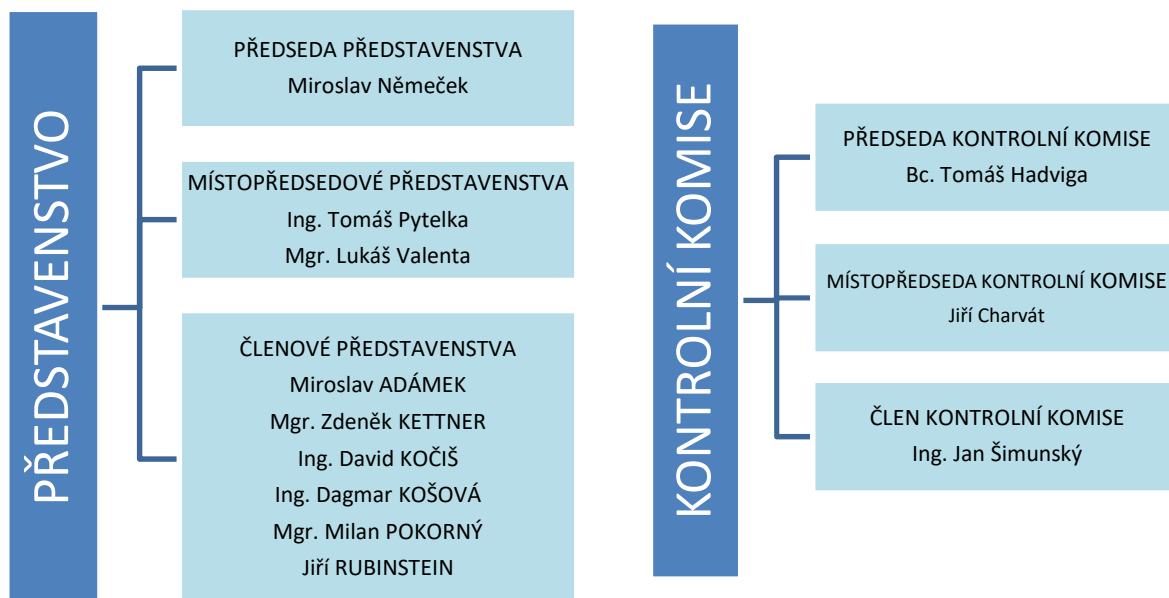 PŘEDSTAVENSTVO
PŘEDSEDA PŘEDSTAVENSTVA
Miroslav Němeček
MÍSTOPŘEDSEDOVÉ PŘEDSTAVENSTVA
Ing. Tomáš Pytelka
Mgr. Lukáš Valenta
ČLENOVÉ PŘEDSTAVENSTVA
Miroslav ADÁMEK
Mgr. Zdeněk KETTNER
Ing. David KOČIŠ
Ing. Dagmar KOŠOVÁ
Mgr. Milan POKORNÝ
Jiří RUBINSTEIN
KONTROLNÍ KOMISE
PŘEDSEDA KONTROLNÍ KOMISE
Bc. Tomáš Hadviga
MÍSTOPŘEDSEDA KONTROLNÍ KOMISE
Jiří Charvát
ČLEN KONTROLNÍ KOMISE
Ing. Jan Šimunský